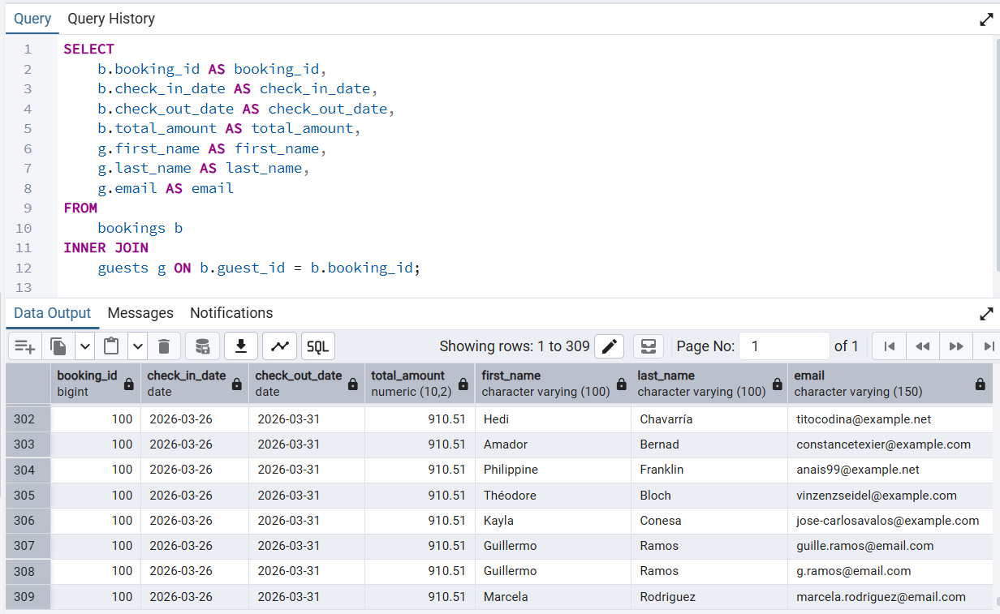 Query Query History
1 SELECT
2 b.booking_id AS booking_id,
3 b.check_in_date AS check_in_date,
4 b.check_out_date AS check_out_date,
5 b.total_amount AS total_amount,
6 g.first_name AS first_name,
7 g.last_name AS last_name,
8 g.email AS email
9 FROM
10 bookings b
11 INNER JOIN
12 guests g ON b.guest_id = b.booking_id;
13
Data Output Messages Notifications
SQL Showing rows: 1 to 309 Page No: 1 of 1
booking_id check_in_date check_out_date total_amount first_name last_name email
bigint date date numeric (10,2) character varying (100) character varying (100) character varying (150)
302 100 2026-03-26 2026-03-31 910.51 Hedi Chavarría titocodina@example.net
303 100 2026-03-26 2026-03-31 910.51 Amador Bernad constancetexier@example.com
304 100 2026-03-26 2026-03-31 910.51 Philippine Franklin anais99@example.net
305 100 2026-03-26 2026-03-31 910.51 Théodore Bloch vinzenzseidel@example.com
306 100 2026-03-26 2026-03-31 910.51 Kayla Conesa jose-carlosavalos@example.com
307 100 2026-03-26 2026-03-31 910.51 Guillermo Ramos guille.ramos@email.com
308 100 2026-03-26 2026-03-31 910.51 Guillermo Ramos g.ramos@email.com
309 100 2026-03-26 2026-03-31 910.51 Marcela Rodriguez marcela.rodriguez@email.com